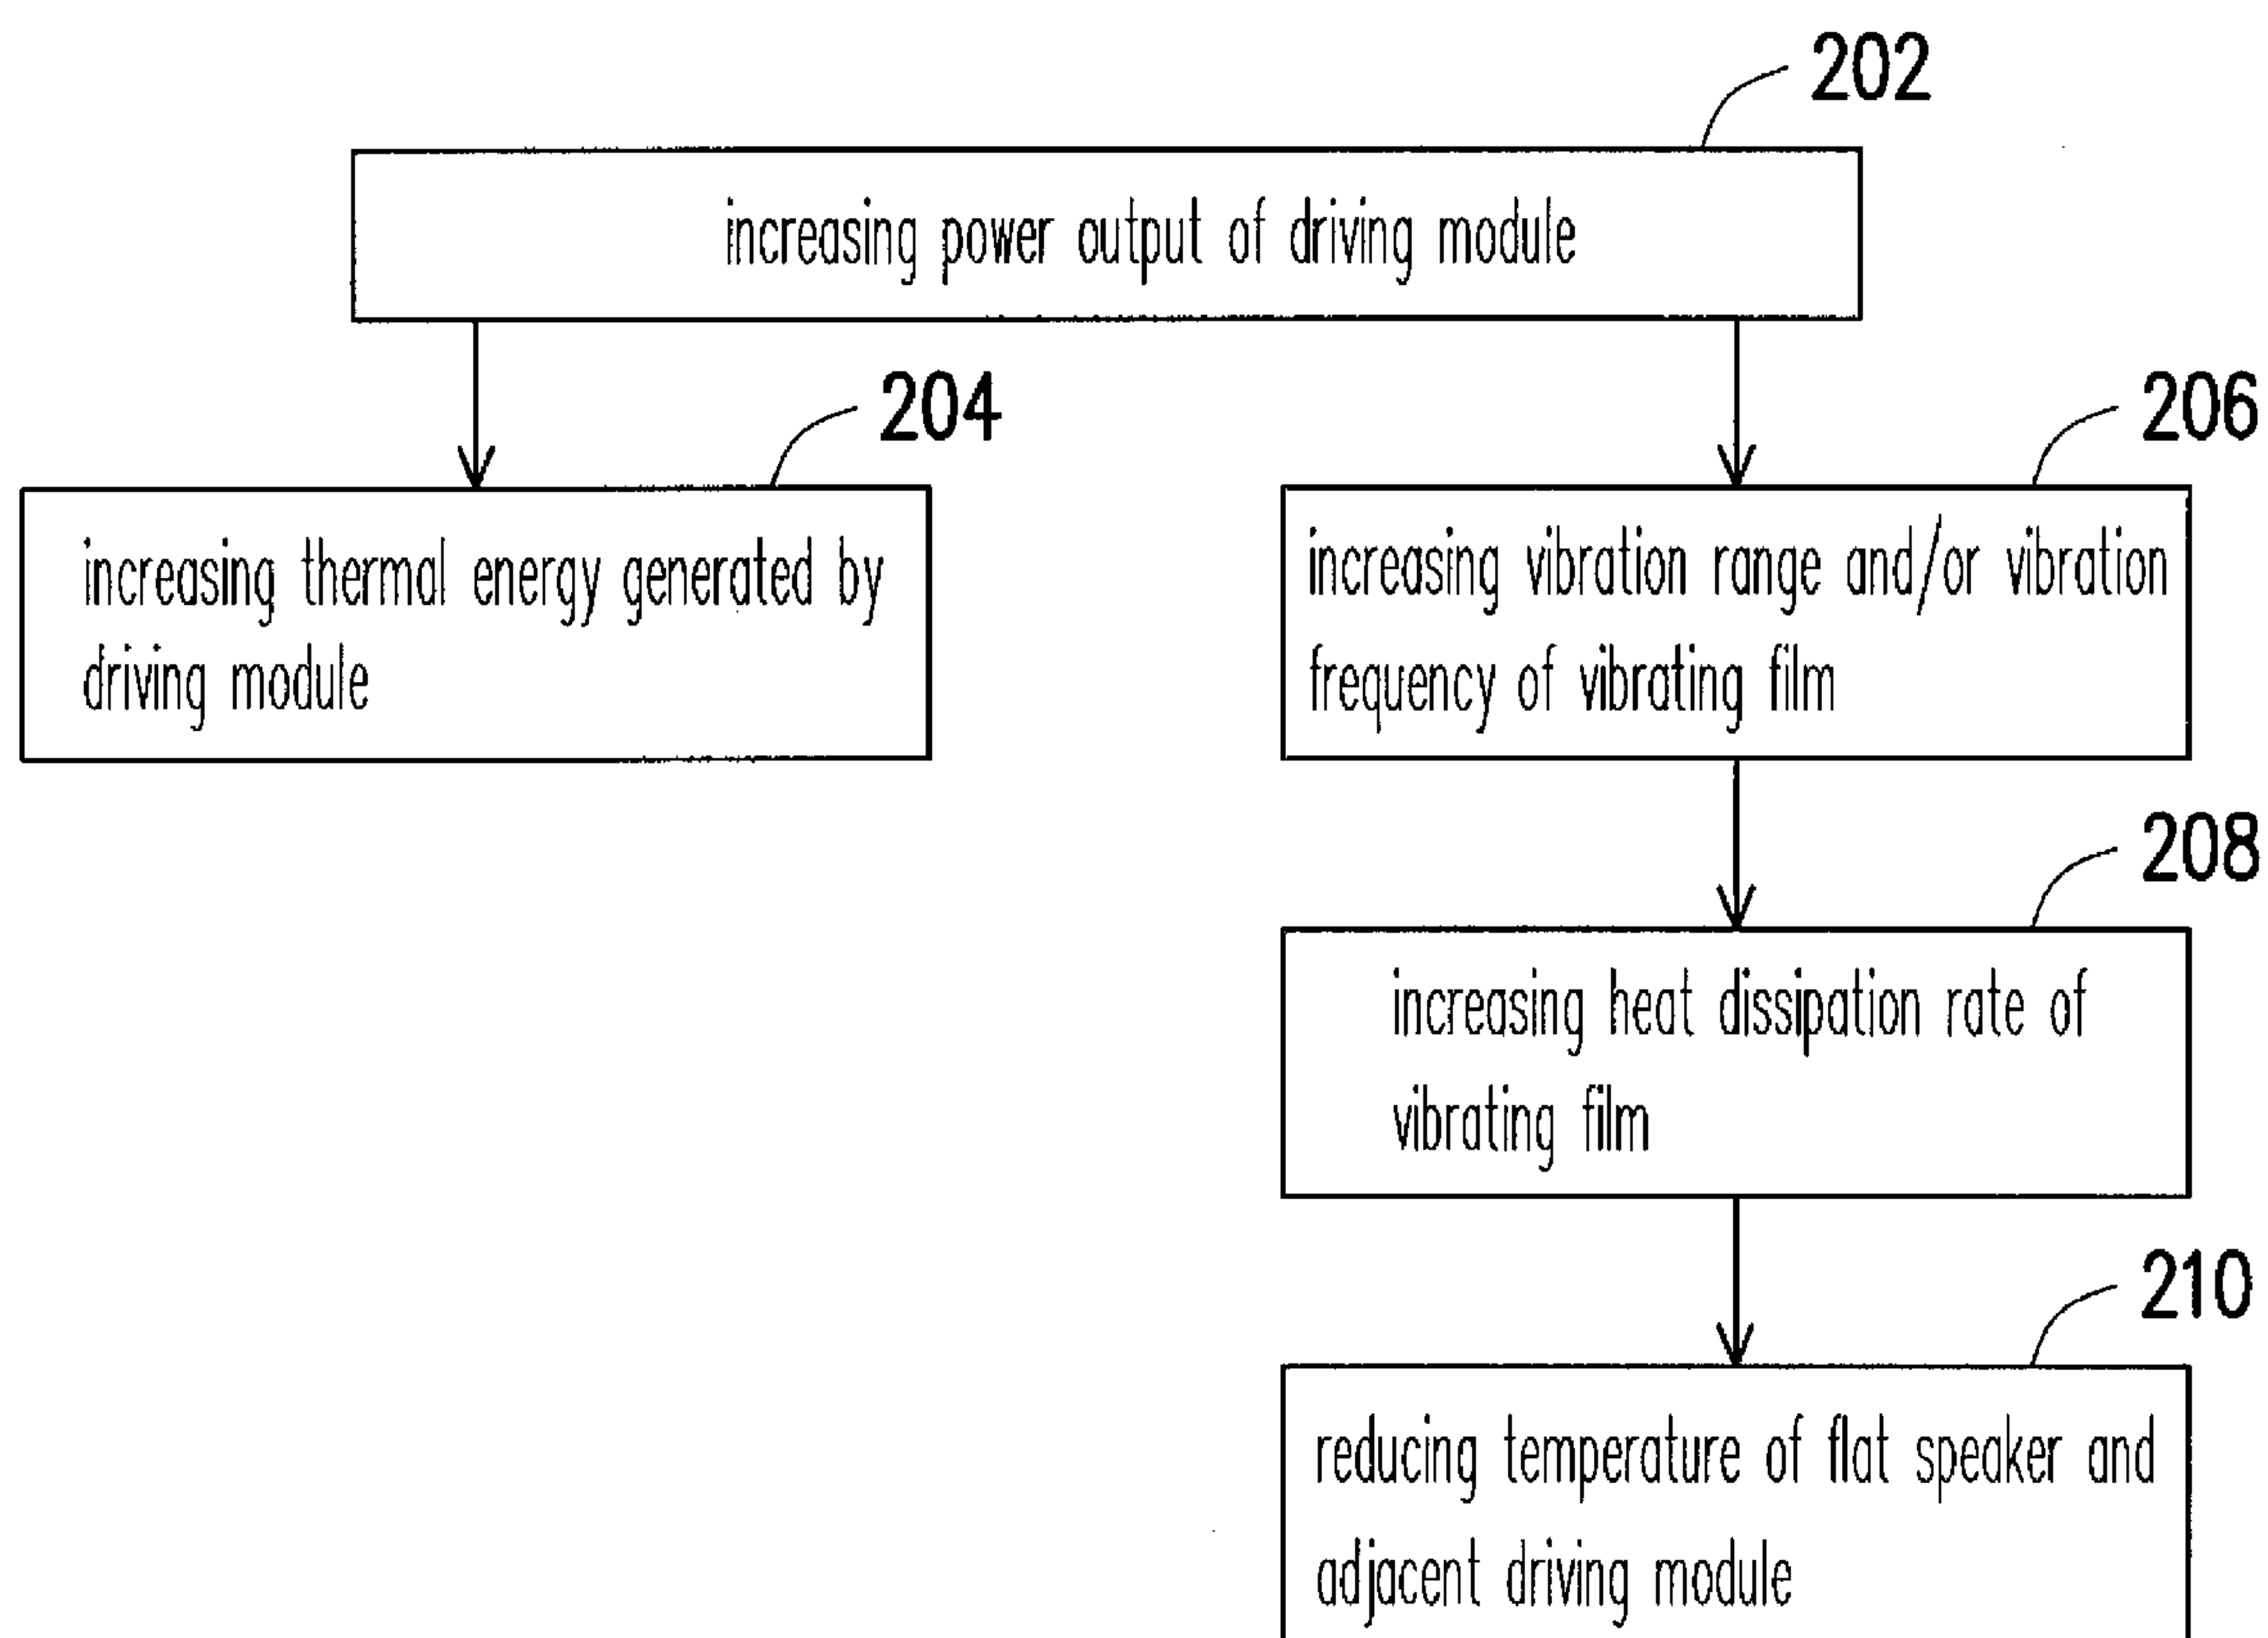 202
increasing power output of driving module
204
increasing thermal energy generated by
driving module
206
increasing vibration range and/or vibration
frequency of vibrating film
208
increasing heat dissipation rate of
vibrating film
210
reducing temperature of flat speaker and
adjacent driving module